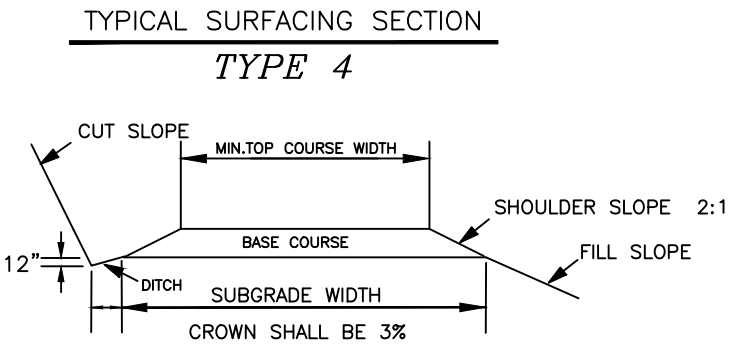 TYPICAL SURFACING SECTION
TYPE 4
CUT SLOPE
MIN.TOP COURSE WIDTH
SHOULDER SLOPE 2:1
BASE COURSE
FILL SLOPE
12"
DITCH
SUBGRADE WIDTH
CROWN SHALL BE 3%